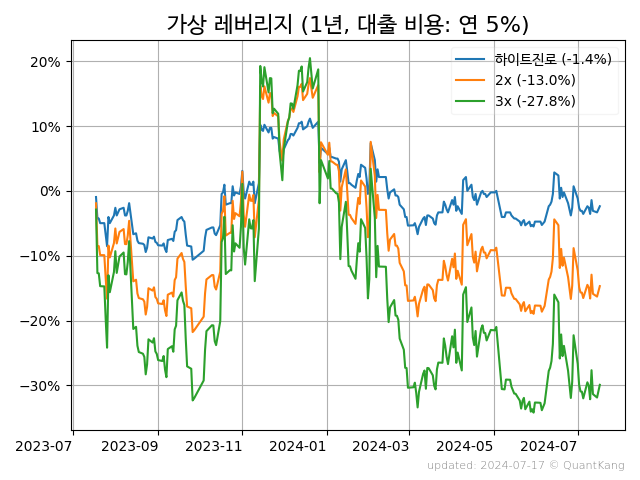 가상 레버리지 (1년, 대출 비용: 연 5%)
20%
10%
0%
−10%
−20%
−30%
하이트진로 (-1.4%)
2x (-13.0%)
3x (-27.8%)
2023-07 2023-09 2023-11 2024-01 2024-03 2024-05 2024-07
updated: 2024-07-17 © QuantKang